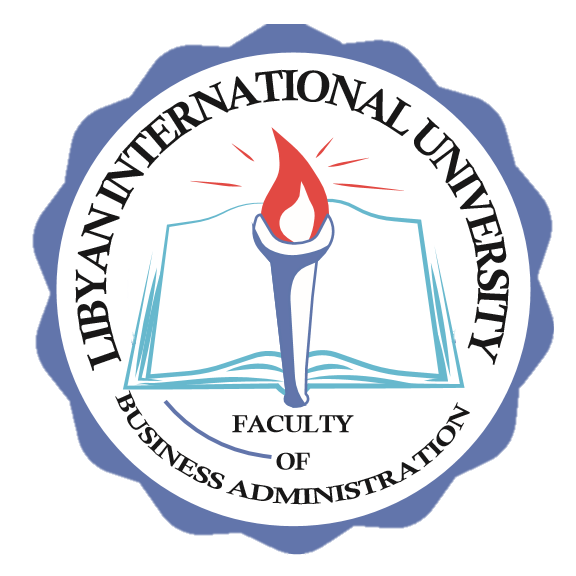 LIBYAN INTERNATIONAL UNIVERSITY
FACULTY
OF
BUSINESS ADMINISTRATION